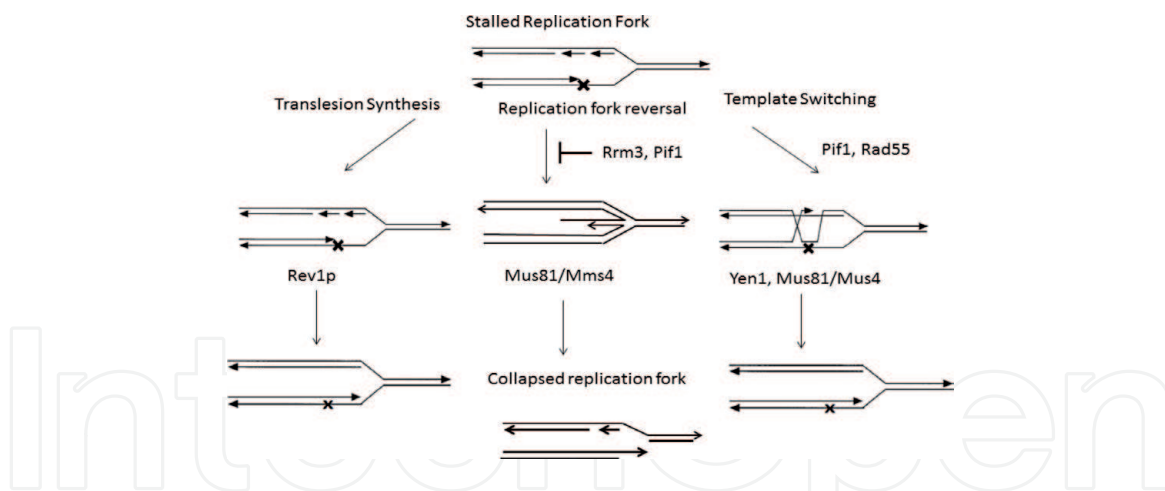 Stalled Replication Fork
Translesion Synthesis
Replication fork reversal
Template Switching
Rrm3, Pif1
Pif1, Rad55
Rev1p
Mus81/Mms4
Yen1, Mus81/Mus4
Collapsed replication fork
IntechOpen